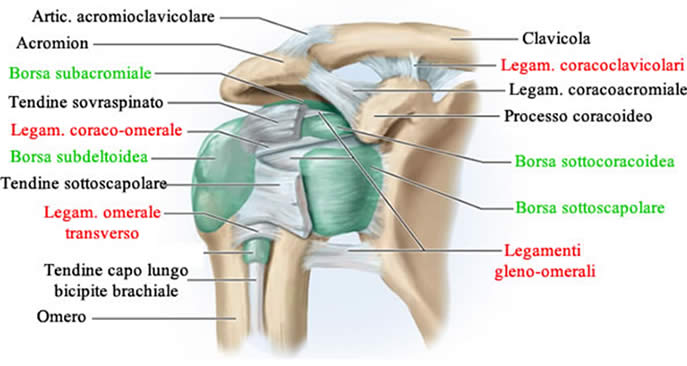 Artic. acromioclavicolare
Acromion
Borsa subacromiale
Tendine sovraspinato
Legam. coraco-omerale
Borsa subdeltoidea
Tendine sottoscapolare
Legam. omerale
transverso
Tendine capo lungo
bicipite brachiale
Omero
Clavicola
Legam. coracoclavicolari
Legam. coracoacromiale
Processo coracoideo
Borsa sottocoracoidea
Borsa sottoscapolare
Legamenti
gleno-omerali